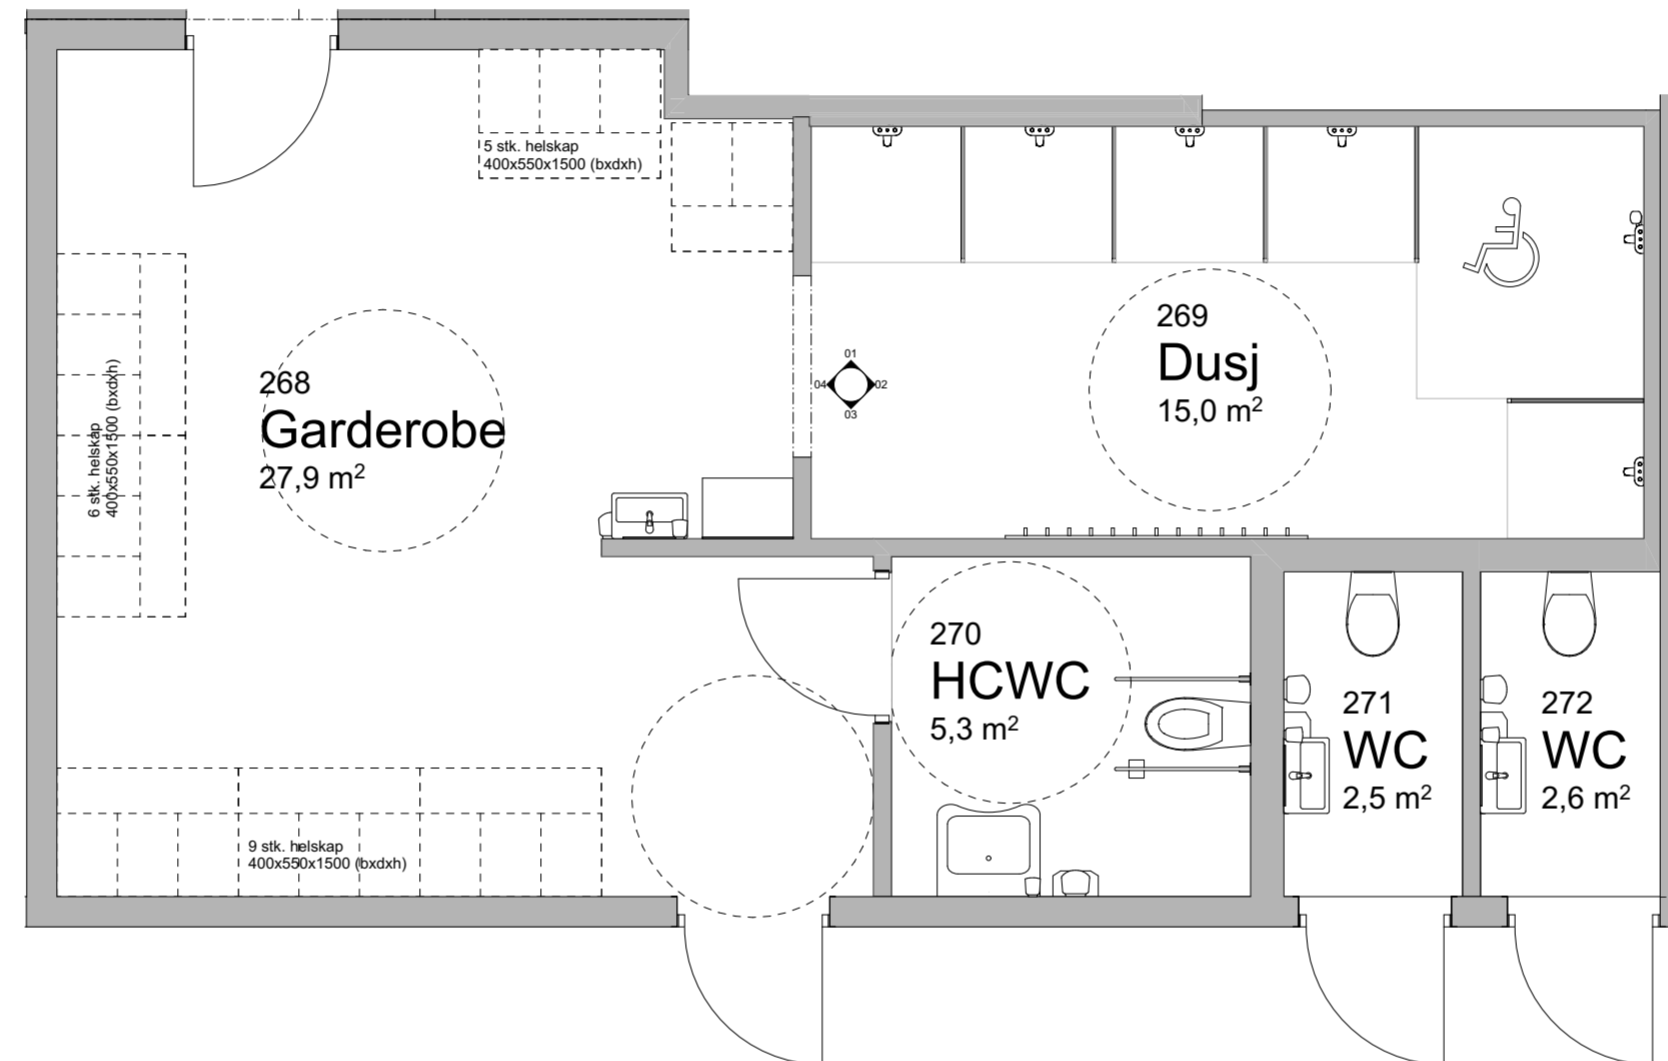 5 stk. helskap
400x550x1500 (bxdxh)
6 stk. helskap
400x550x1500 (bxdxh)
268
Garderobe
27,9 m²
01
04
02
03
269
Dusj
15,0 m²
270
HCWC
5,3 m²
271
WC
2,5 m²
272
WC
2,6 m²
9 stk. helskap
400x550x1500 (bxdxh)